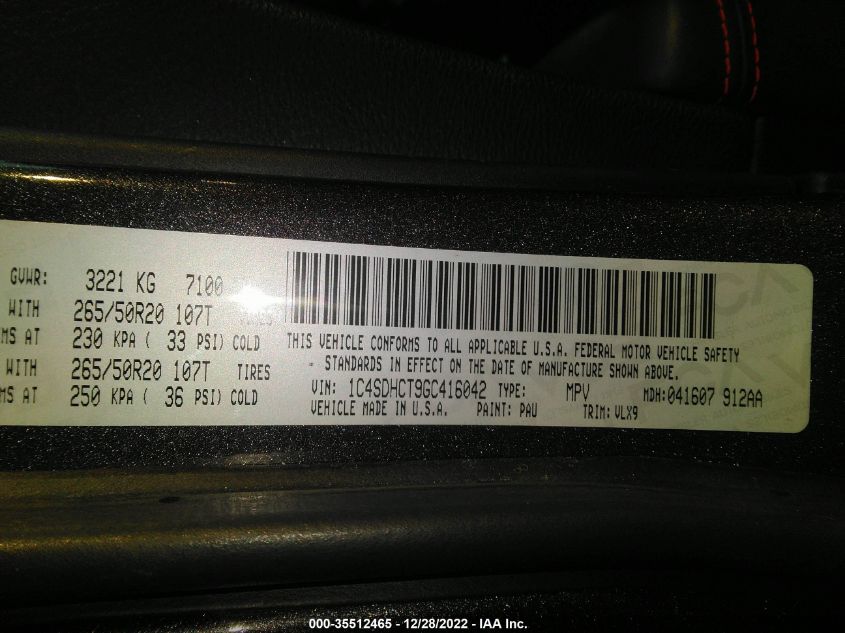 GVWR: 3221 KG 7100
WITH 265/50R20 107T TIRES
MS AT 230 KPA ( 33 PSI) COLD
WITH 265/50R20 107T TIRES
MS AT 250 KPA ( 36 PSI) COLD
THIS VEHICLE CONFORMS TO ALL APPLICABLE U.S.A. FEDERAL MOTOR VEHICLE SAFETY
STANDARDS IN EFFECT ON THE DATE OF MANUFACTURE SHOWN ABOVE.
VIN: 1C4SDHCT9GC416042 TYPE: MPV MDH:041607 912AA
VEHICLE MADE IN U.S.A. PAINT: PAU TRIM: VLX9
000-35512465 - 12/28/2022 - IAA Inc.